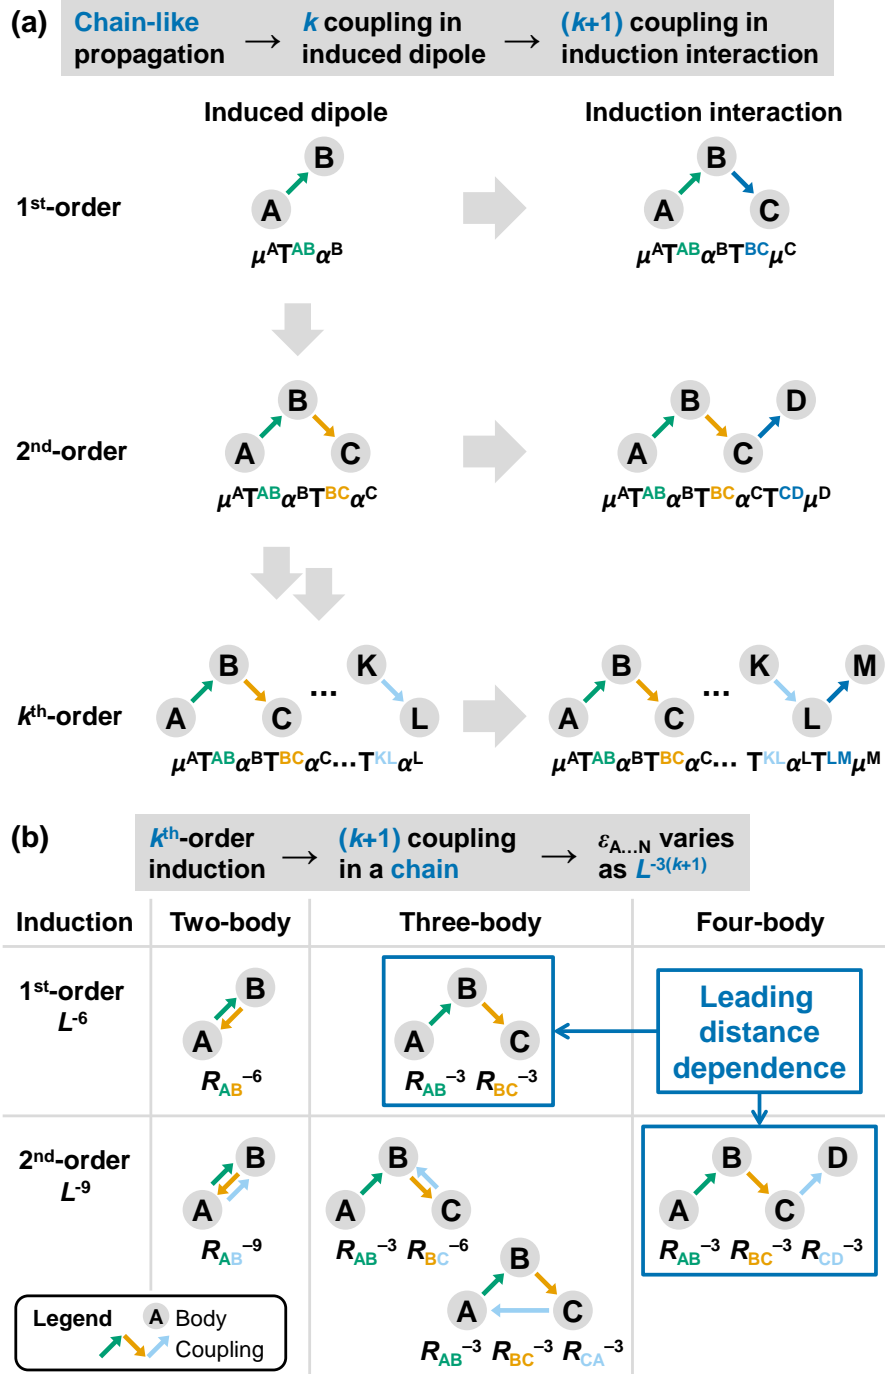 (a) Chain-like propagation → k coupling in induced dipole → (k+1) coupling in induction interaction
Induced dipole Induction interaction
1st-order
B
A
μᴬTᴬᴮαᴮ
B
A C
μᴬTᴬᴮαᴮTᴮᶜμᶜ
2nd-order
B
A C
μᴬTᴬᴮαᴮTᴮᶜαᶜ
B D
A C
μᴬTᴬᴮαᴮTᴮᶜαᶜTᶜᴰμᴰ
kth-order
B ... K
A C L
μᴬTᴬᴮαᴮTᴮᶜαᶜ...Tᴷᴸαᴸ
B ... K M
A C L
μᴬTᴬᴮαᴮTᴮᶜαᶜ... TᴷᴸαᴸTᴸᴹμᴹ
(b) kth-order induction → (k+1) coupling in a chain → εA...N varies as L-3(k+1)
Induction Two-body Three-body Four-body
1st-order
L-6
B
A
RAB–6
B
A C
RAB–3 RBC–3
Leading
distance
dependence
2nd-order
L-9
B
A
RAB–9
B
A C
RAB–3 RBC–6
B
A C
RAB–3 RBC–3 RCA–3
B D
A C
RAB–3 RBC–3 RCD–3
Legend A Body
Coupling